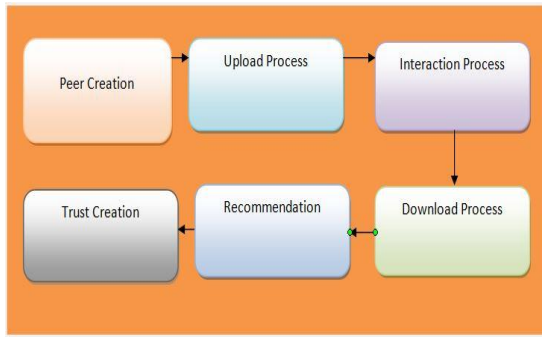 Peer Creation
Upload Process
Interaction Process
Trust Creation
Recommendation
Download Process